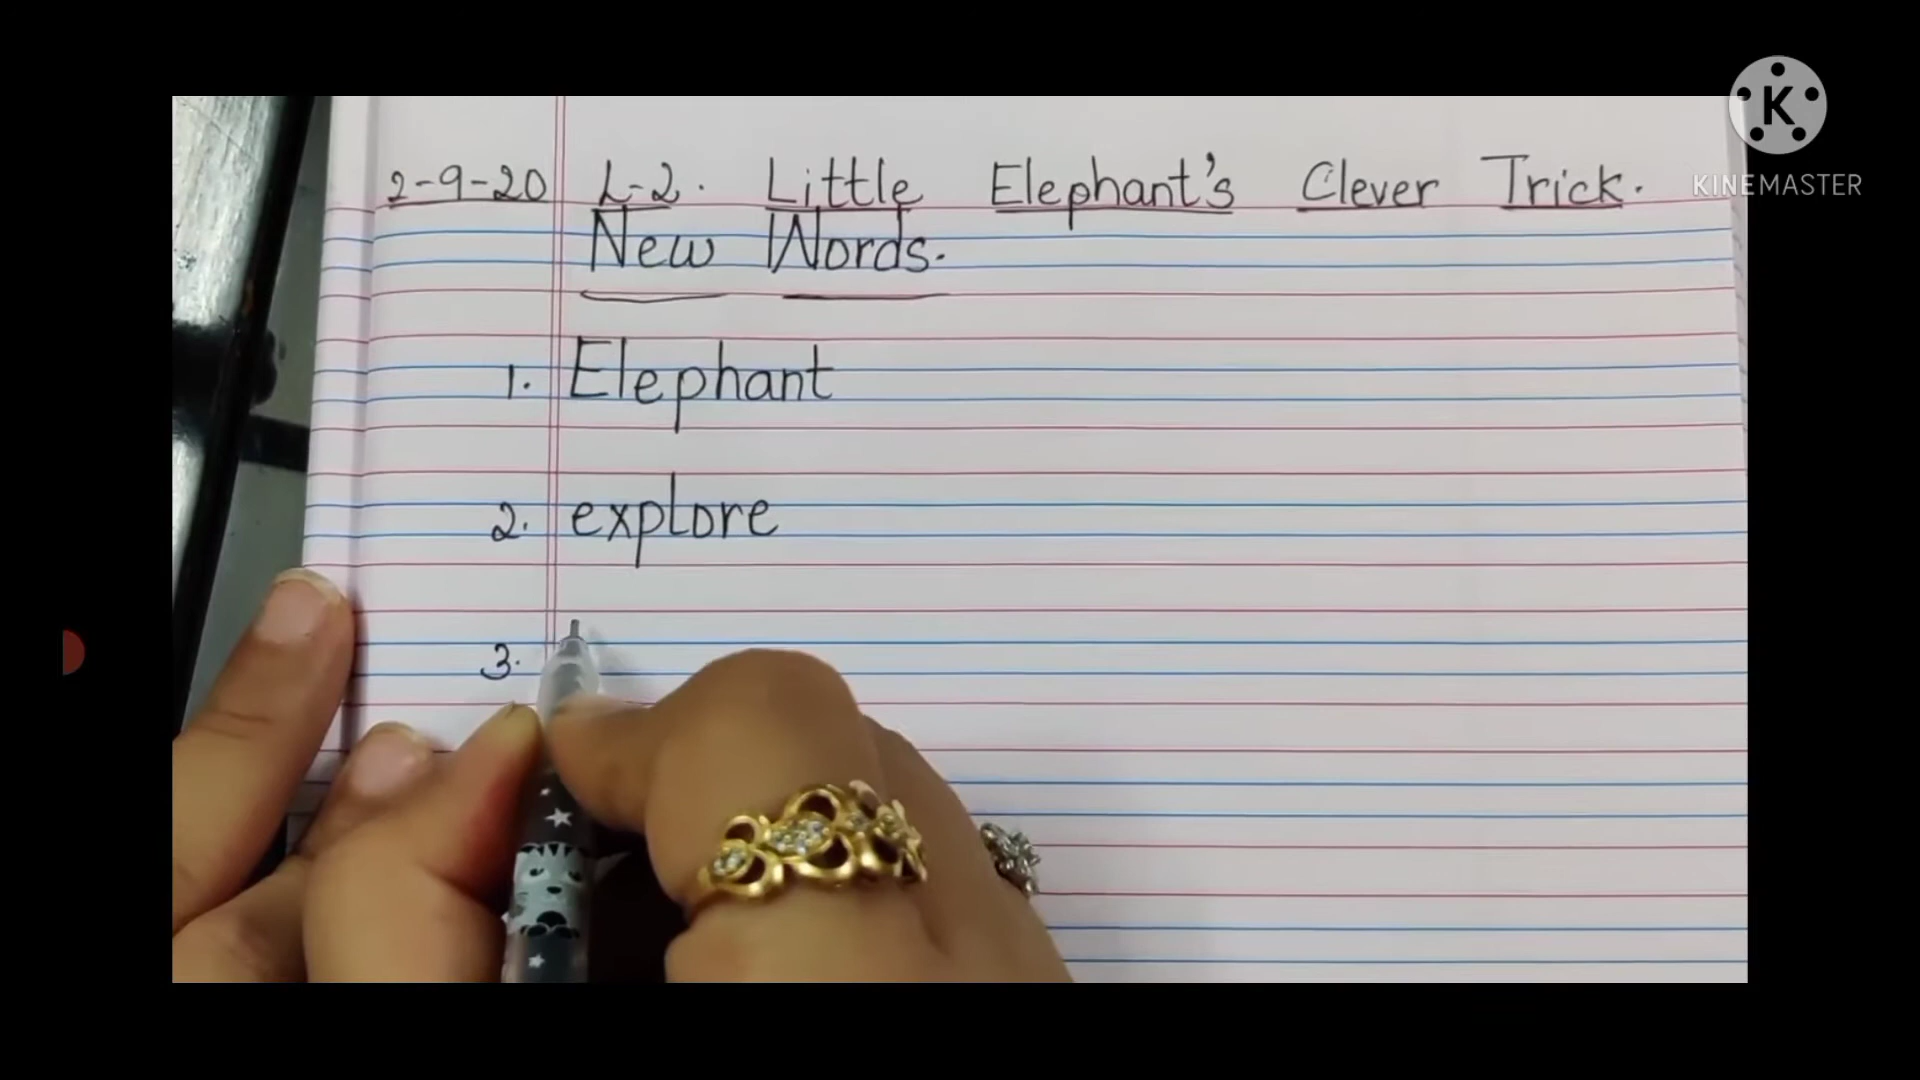 2-9-20 L-2. Little Elephant's Clever Trick.
New Words.
1. Elephant
2. explore
3.
K
KINEMASTER